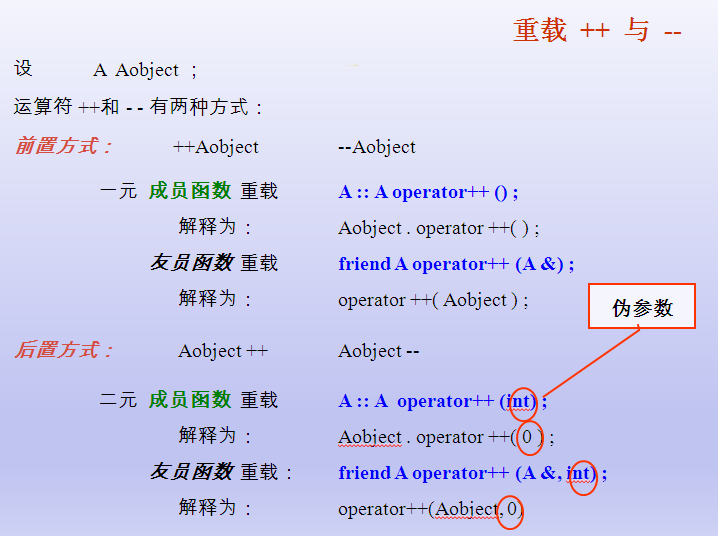 重载 ++ 与 --
设 A Aobject ;
运算符 ++和 - - 有两种方式：
前置方式： ++Aobject --Aobject
一元 成员函数 重载 A :: A operator++ () ;
解释为： Aobject . operator ++( ) ;
友员函数 重载 friend A operator++ (A &) ;
解释为： operator ++( Aobject ) ;
伪参数
后置方式： Aobject ++ Aobject --
二元 成员函数 重载 A :: A operator++ (int) ;
解释为： Aobject . operator ++( 0 ) ;
友员函数 重载： friend A operator++ (A &, int) ;
解释为： operator++(Aobject, 0)